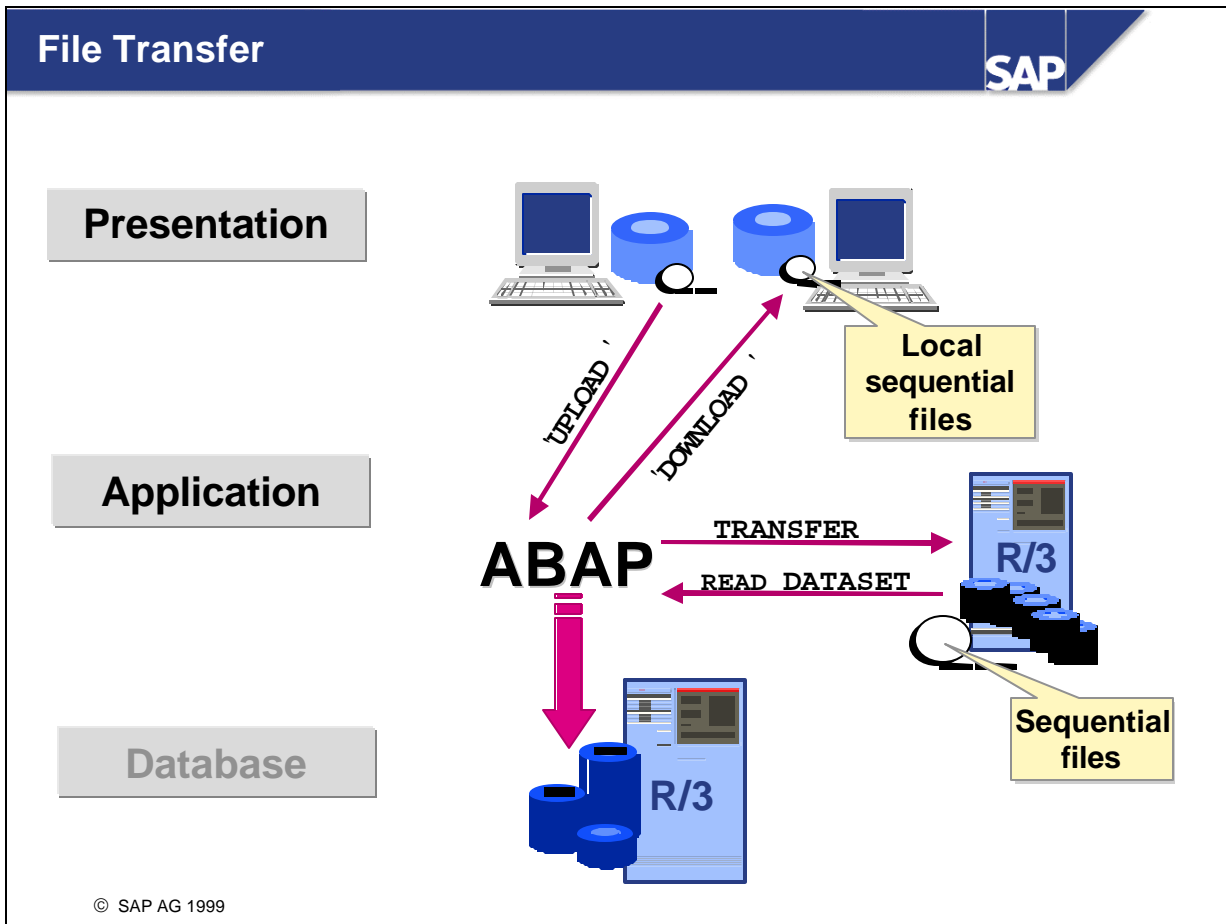 File Transfer
SAP
Presentation
Local
sequential
files
'UPLOAD '
'DOWNLOAD '
Application
TRANSFER
R/3
ABAP
READ DATASET
Sequential
files
Database
R/3
© SAP AG 1999